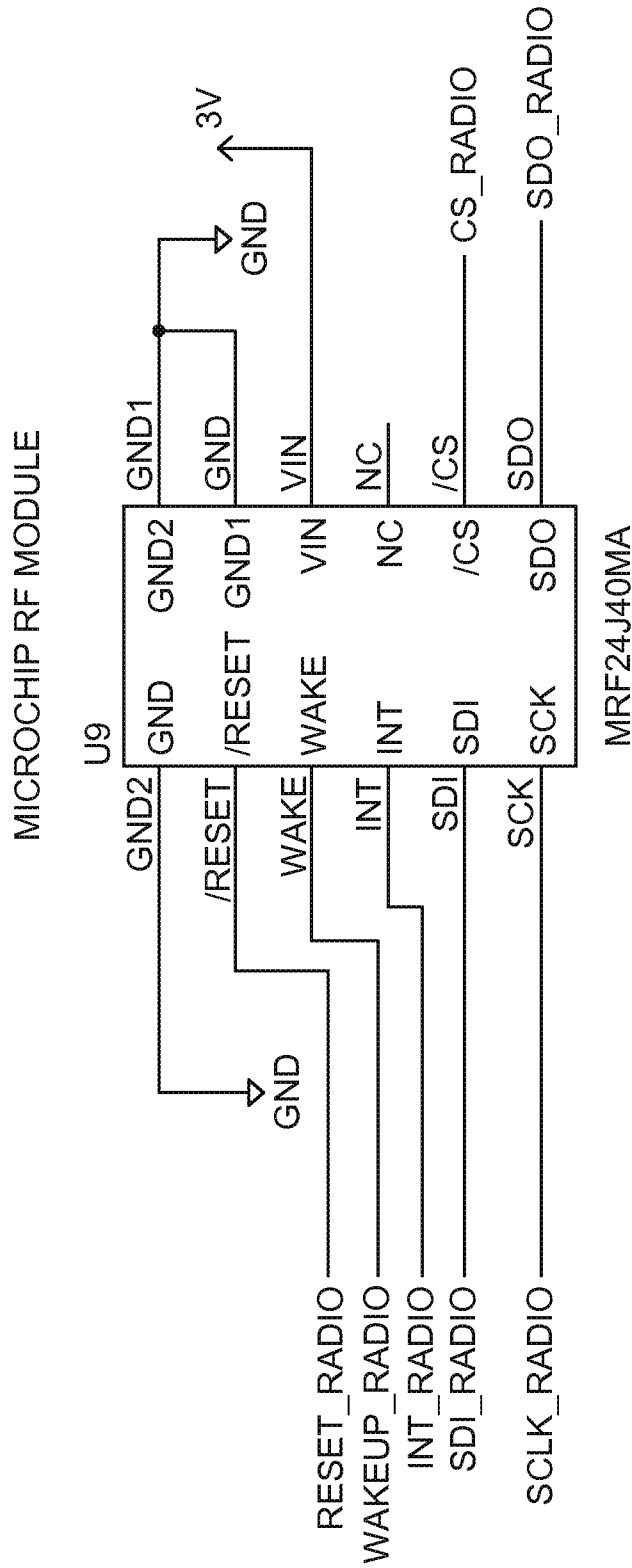 MICROCHIP RF MODULE
U9
GND2
GND
GND2
GND1
/RESET
/RESET
GND1
GND
WAKE
WAKE
VIN
VIN
INT
INT
NC
NC
SDI
SDI
/CS
/CS
SCK
SCK
SDO
SDO
MRF24J40MA
GND
GND
3V
RESET_RADIO
WAKEUP_RADIO
INT_RADIO
SDI_RADIO
SCLK_RADIO
CS_RADIO
SDO_RADIO